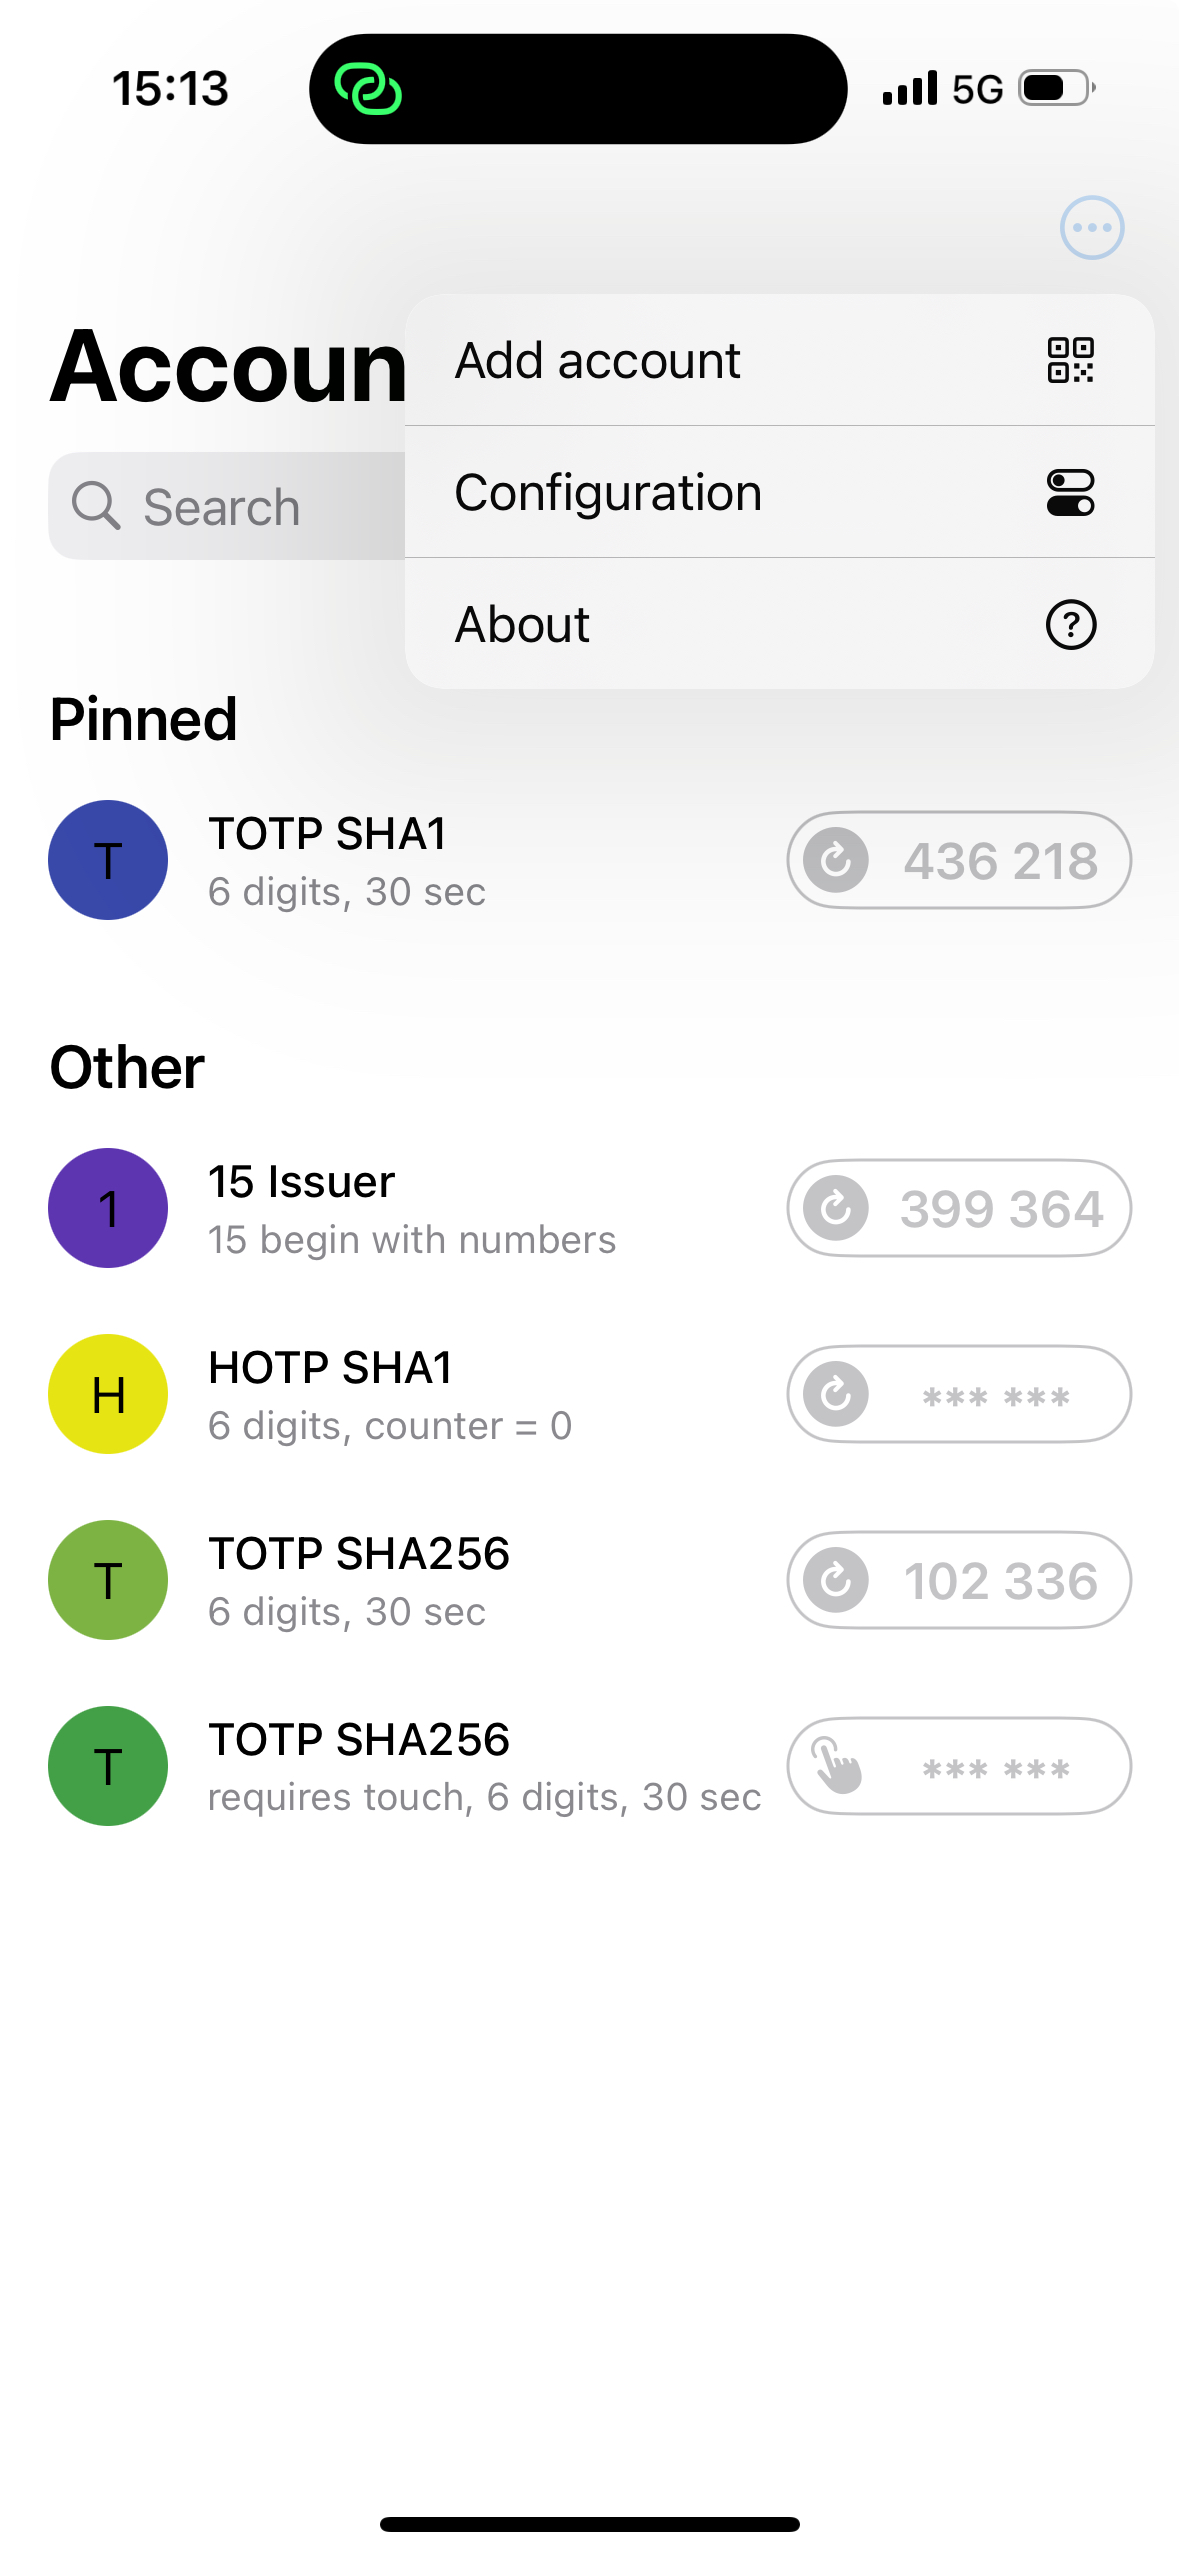 15:13
5G
Accoun
Add account
Search
Configuration
About
Pinned
T
TOTP SHA1
6 digits, 30 sec
436 218
Other
1
15 Issuer
15 begin with numbers
399 364
H
HOTP SHA1
6 digits, counter = 0
*** ***
T
TOTP SHA256
6 digits, 30 sec
102 336
T
TOTP SHA256
requires touch, 6 digits, 30 sec
*** ***